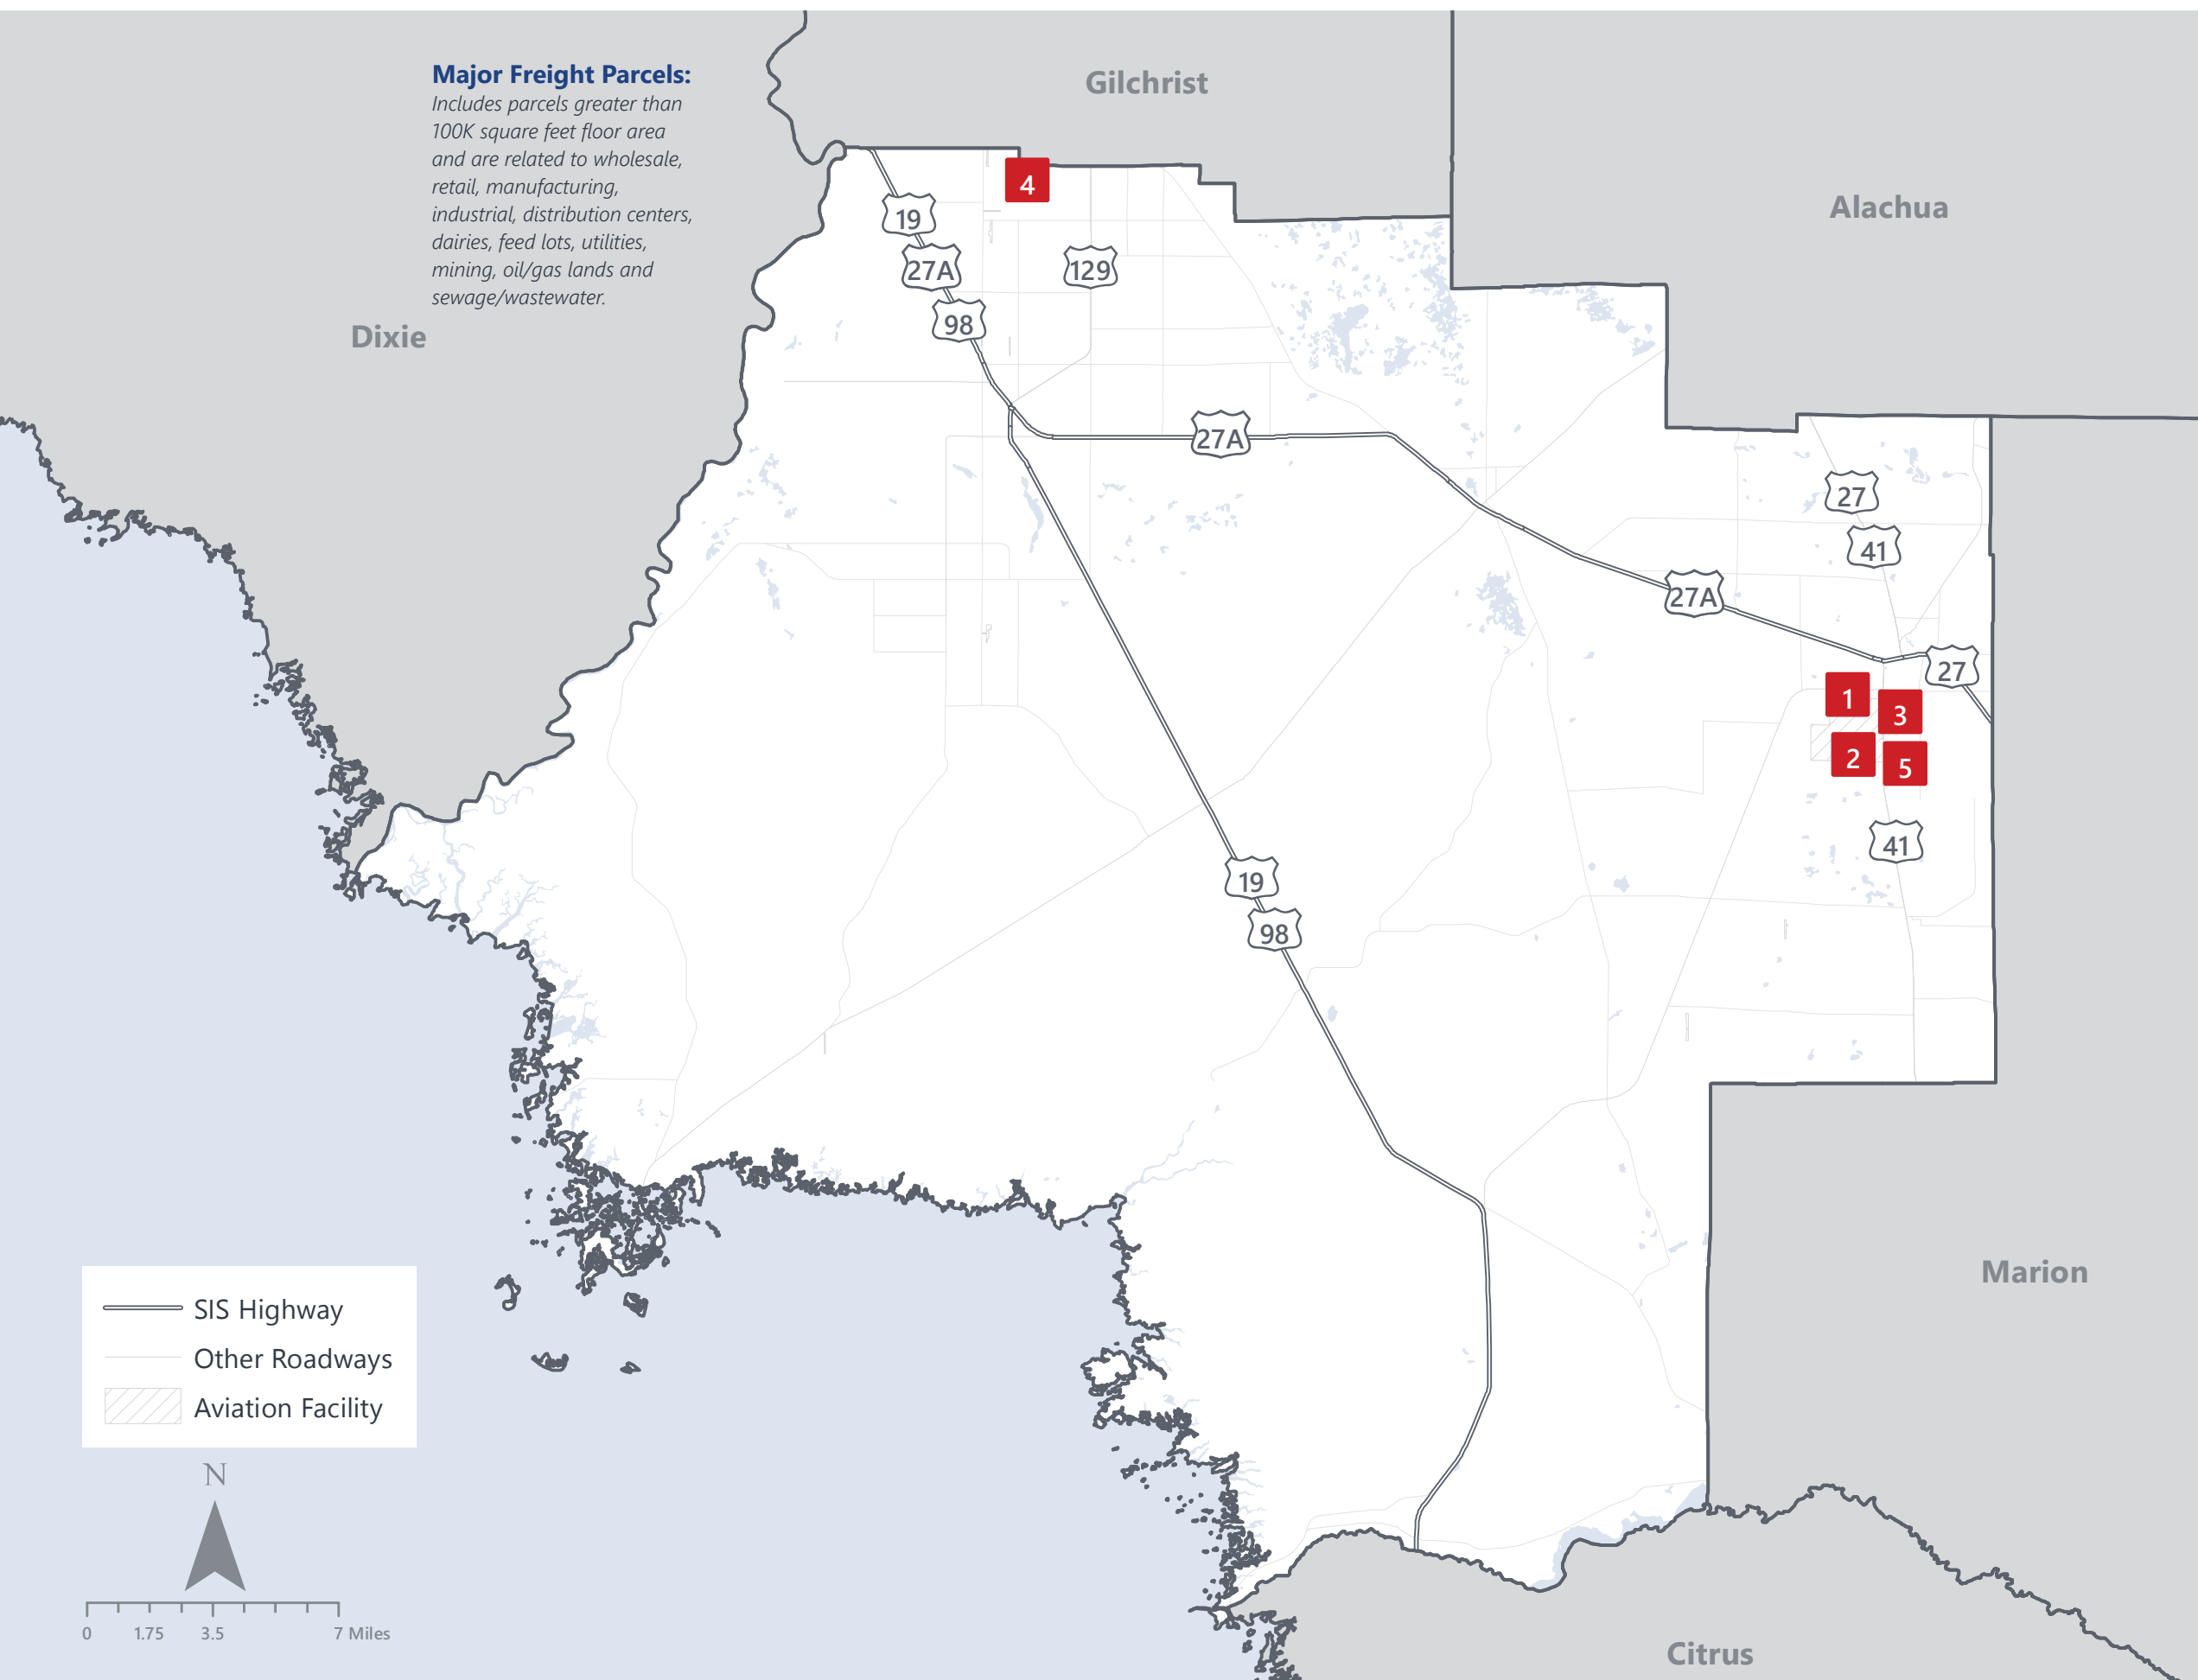 Gilchrist
Major Freight Parcels:
Includes parcels greater than
100K square feet floor area
and are related to wholesale,
retail, manufacturing,
industrial, distribution centers,
dairies, feed lots, utilities,
mining, oil/gas lands and
sewage/wastewater.
Alachua
Dixie
4
19
27A
129
98
27A
27
41
27A
27
1
3
2
5
41
19
98
Marion
SIS Highway
Other Roadways
Aviation Facility
N
0 1.75 3.5 7 Miles
Citrus